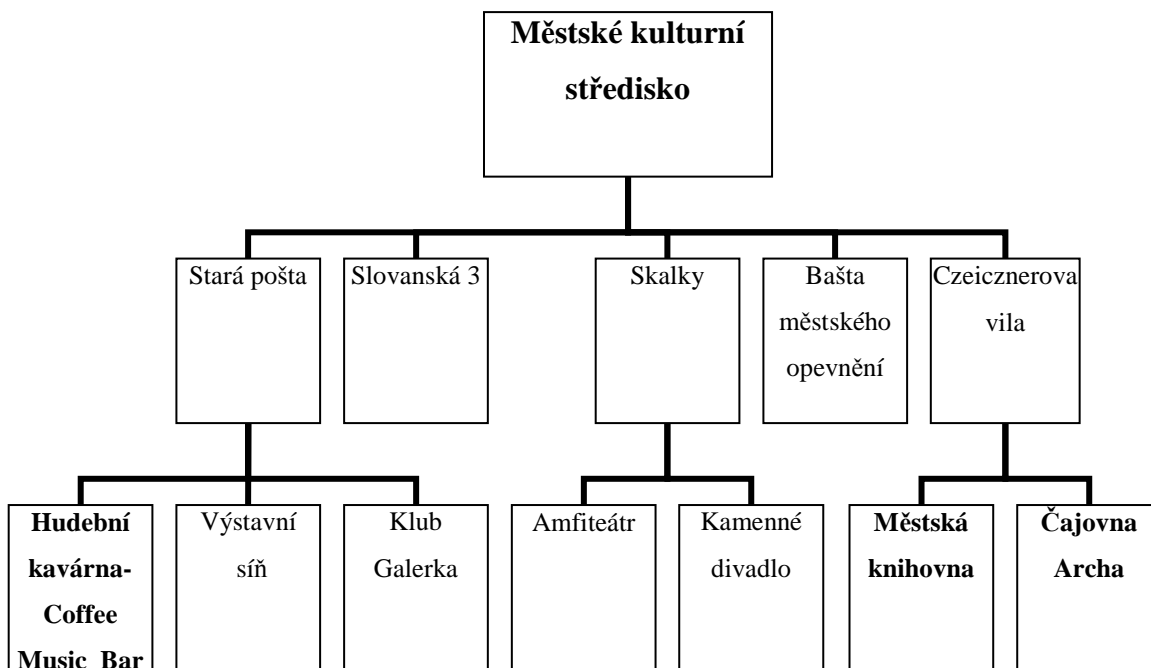 Městské kulturní
středisko
Stará pošta
Slovanská 3
Skalky
Bašta
městského
opevnění
Czeicznerova
vila
Hudební
kavárna-
Coffee
Music Bar
Výstavní
síň
Klub
Galerka
Amfiteátr
Kamenné
divadlo
Městská
knihovna
Čajovna
Archa